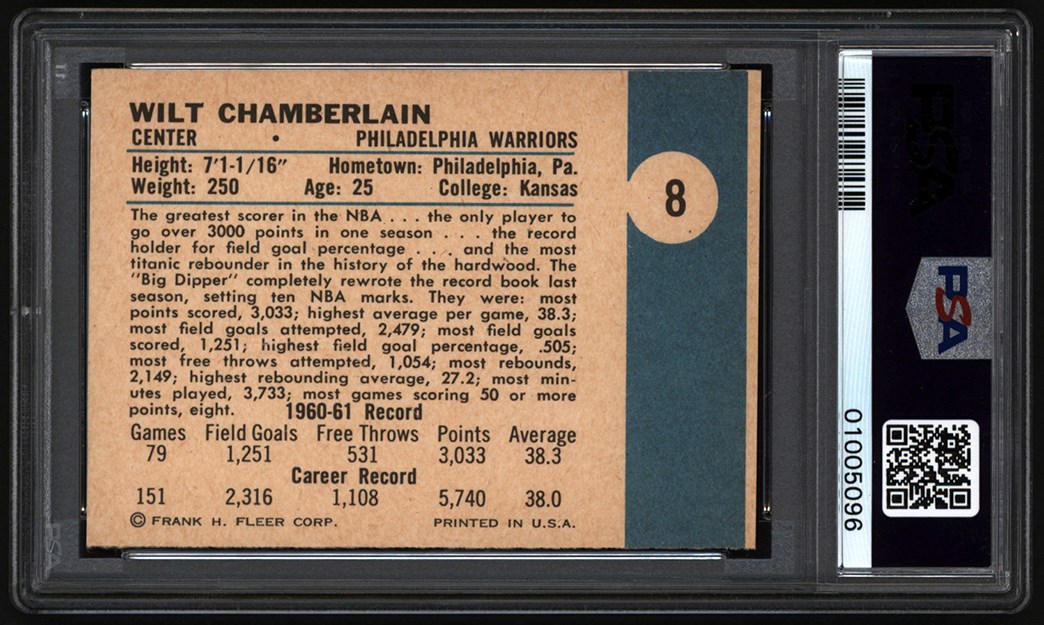 WILT CHAMBERLAIN
CENTER • PHILADELPHIA WARRIORS
Height: 7'1-1/16" Hometown: Philadelphia, Pa.
Weight: 250 Age: 25 College: Kansas
The greatest scorer in the NBA . . . the only player to
go over 3000 points in one season . . . the record
holder for field goal percentage . . . and the most
titanic rebounder in the history of the hardwood. The
"Big Dipper" completely rewrote the record book last
season, setting ten NBA marks. They were: most
points scored, 3,033; highest average per game, 38.3;
most field goals attempted, 2,479; most field goals
scored, 1,251; highest field goal percentage, .505;
most free throws attempted, 1,054; most rebounds,
2,149; highest rebounding average, 27.2; most min-
utes played, 3,733; most games scoring 50 or more
points, eight.
1960-61 Record
Games Field Goals Free Throws Points Average
79 1,251 531 3,033 38.3
Career Record
151 2,316 1,108 5,740 38.0
© FRANK H. FLEER CORP. PRINTED IN U.S.A.
8
PSA
PSA
01005096